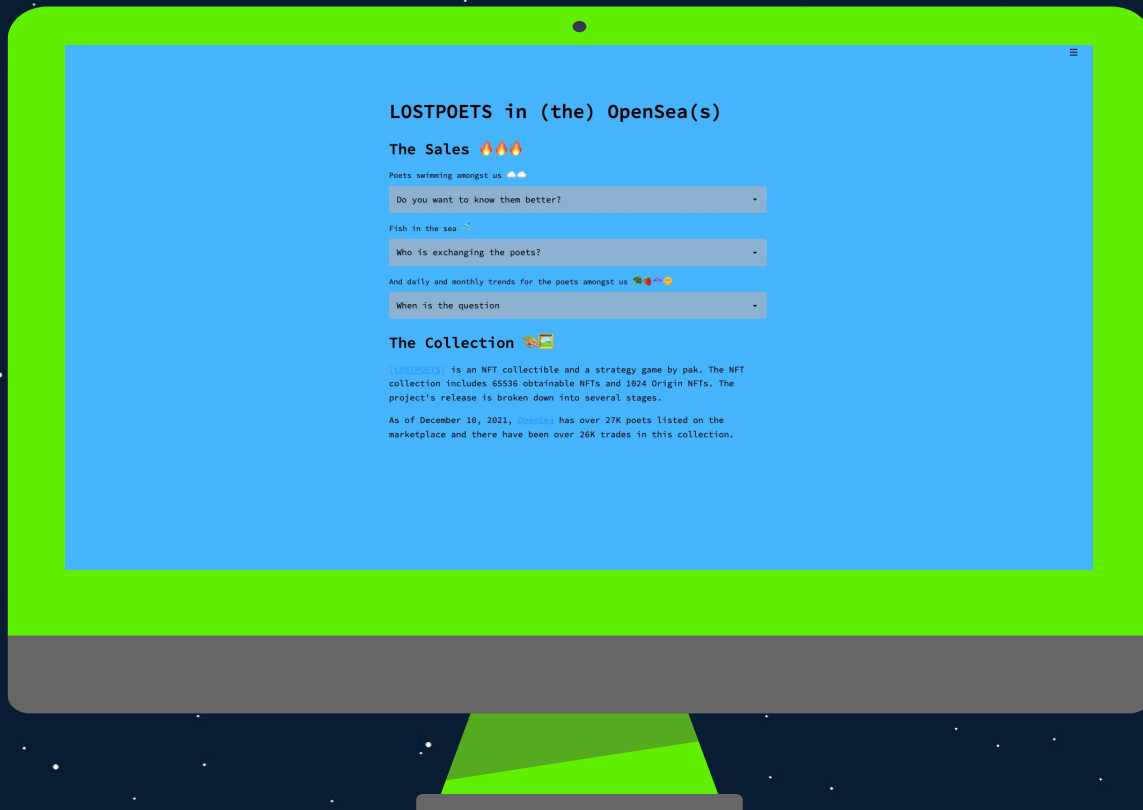 LOSTPOETS in (the) OpenSea(s)
The Sales 🔥🔥🔥
Poets swimming amongst us ☁️☁️
Do you want to know them better?
Fish in the sea
Who is exchanging the poets?
And daily and monthly trends for the poets amongst us
When is the question
The Collection 🎨🖼️
[LOSTPOETS] is an NFT collectible and a strategy game by pak. The NFT
collection includes 65536 obtainable NFTs and 1024 Origin NFTs. The
project's release is broken down into several stages.
As of December 10, 2021, OpenSea has over 27K poets listed on the
marketplace and there have been over 26K trades in this collection.